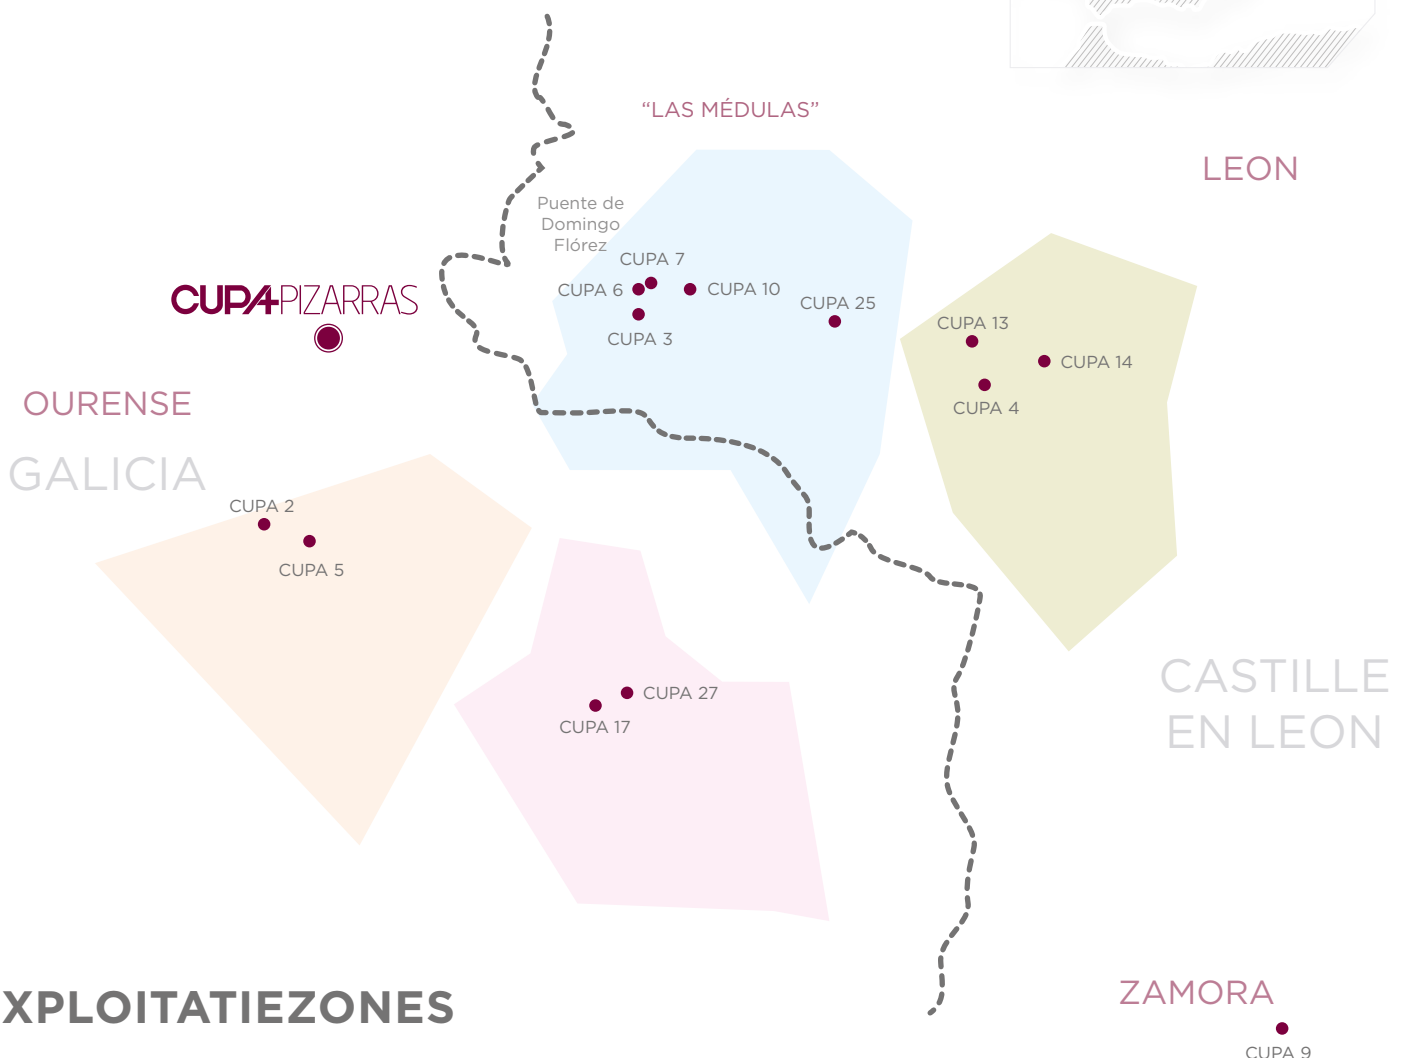 “LAS MÉDULAS”
LEON
Puente de
Domingo
Flórez
CUPA 7
CUPA 6
CUPA 10
CUPA 25
CUPA 3
CUPA PIZARRAS
CUPA 13
CUPA 14
CUPA 4
OURENSE
GALICIA
CUPA 2
CUPA 5
CUPA 27
CUPA 17
CASTILLE
EN LEON
XPLOITATIEZONES
ZAMORA
CUPA 9